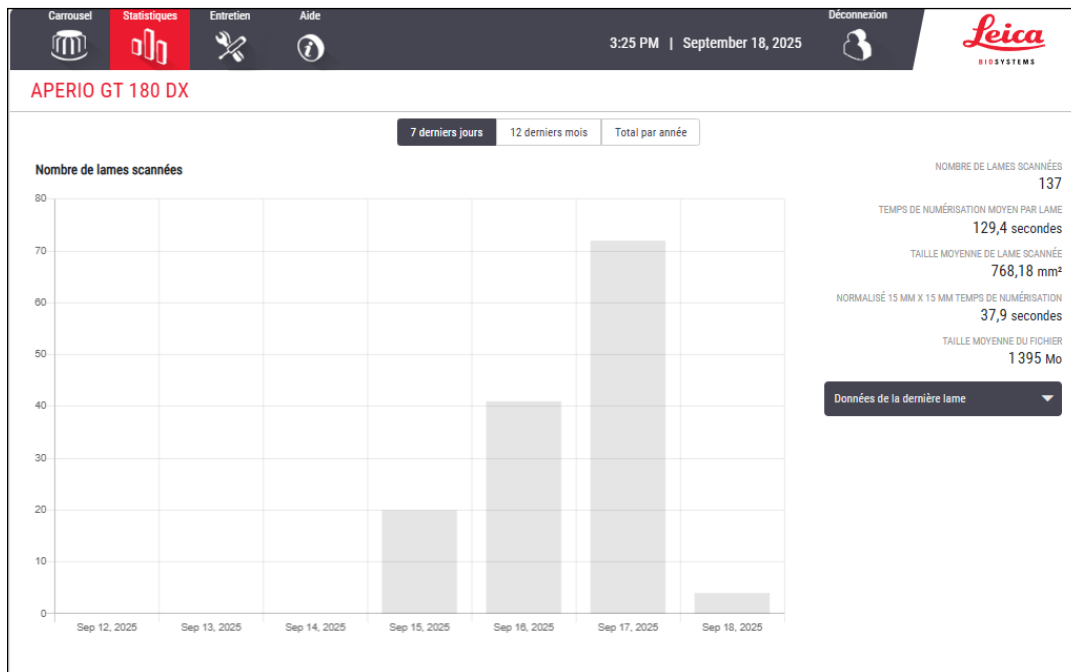 Carrousel
Statistiques
Entretien
Aide
3:25 PM | September 18, 2025
Déconnexion
Leica
BIOSYSTEMS
APERIO GT 180 DX
7 derniers jours
12 derniers mois
Total par année
Nombre de lames scannées
80
70
60
50
40
30
20
10
0
Sep 12, 2025
Sep 13, 2025
Sep 14, 2025
Sep 15, 2025
Sep 16, 2025
Sep 17, 2025
Sep 18, 2025
NOMBRE DE LAMES SCANNÉES
137
TEMPS DE NUMÉRISATION MOYEN PAR LAME
129,4 secondes
TAILLE MOYENNE DE LAME SCANNÉE
768,18 mm²
NORMALISÉ 15 MM X 15 MM TEMPS DE NUMÉRISATION
37,9 secondes
TAILLE MOYENNE DU FICHIER
1 395 Mo
Données de la dernière lame